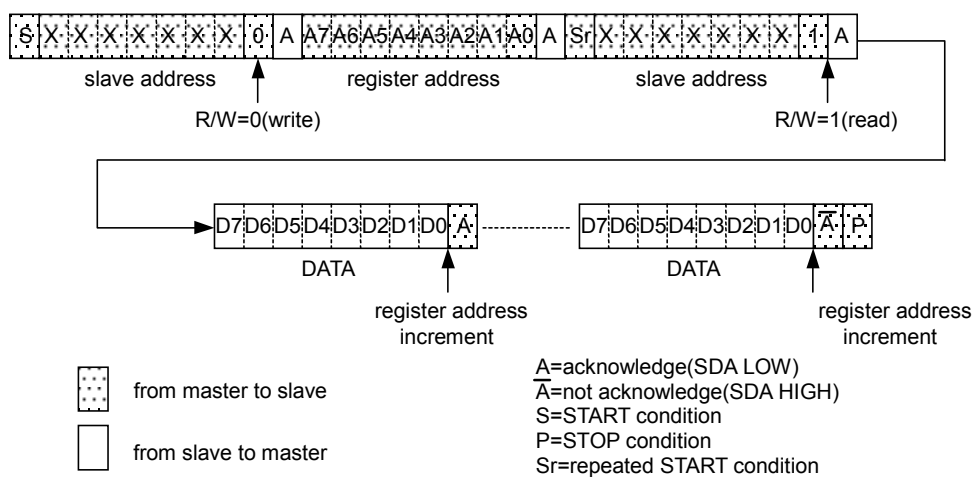 S X X X X X X X 0 A A7 A6 A5 A4 A3 A2 A1 A0 A Sr X X X X X X X 1 A
slave address register address slave address
R/W=0(write) R/W=1(read)
D7 D6 D5 D4 D3 D2 D1 D0 A D7 D6 D5 D4 D3 D2 D1 D0 A̅ P
DATA DATA
register address register address
increment increment
A=acknowledge(SDA LOW)
from master to slave
A̅=not acknowledge(SDA HIGH)
S=START condition
P=STOP condition
from slave to master
Sr=repeated START condition